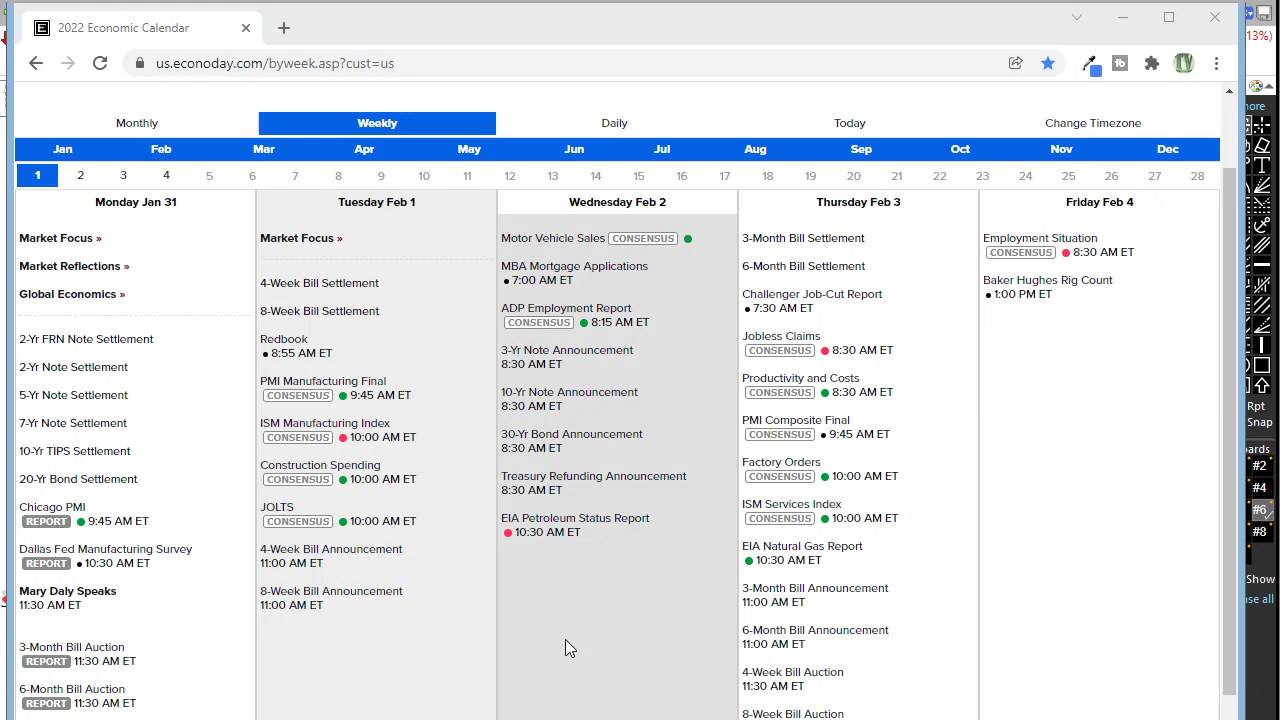 2022 Economic Calendar
us.econoday.com/byweek.asp?cust=us
13%)
Monthly Weekly Daily Today Change Timezone
Jan Feb Mar Apr May Jun Jul Aug Sep Oct Nov Dec
1 2 3 4 5 6 7 8 9 10 11 12 13 14 15 16 17 18 19 20 21 22 23 24 25 26 27 28
Monday Jan 31
Market Focus »
Market Reflections »
Global Economics »
2-Yr FRN Note Settlement
2-Yr Note Settlement
5-Yr Note Settlement
7-Yr Note Settlement
10-Yr TIPS Settlement
20-Yr Bond Settlement
Chicago PMI
REPORT 9:45 AM ET
Dallas Fed Manufacturing Survey
REPORT 10:30 AM ET
Mary Daly Speaks
11:30 AM ET
3-Month Bill Auction
REPORT 11:30 AM ET
6-Month Bill Auction
REPORT 11:30 AM ET
Tuesday Feb 1
Market Focus »
4-Week Bill Settlement
8-Week Bill Settlement
Redbook
8:55 AM ET
PMI Manufacturing Final
CONSENSUS 9:45 AM ET
ISM Manufacturing Index
CONSENSUS 10:00 AM ET
Construction Spending
CONSENSUS 10:00 AM ET
JOLTS
CONSENSUS 10:00 AM ET
4-Week Bill Announcement
11:00 AM ET
8-Week Bill Announcement
11:00 AM ET
Wednesday Feb 2
Motor Vehicle Sales CONSENSUS
MBA Mortgage Applications
7:00 AM ET
ADP Employment Report
CONSENSUS 8:15 AM ET
3-Yr Note Announcement
8:30 AM ET
10-Yr Note Announcement
8:30 AM ET
30-Yr Bond Announcement
8:30 AM ET
Treasury Refunding Announcement
8:30 AM ET
EIA Petroleum Status Report
10:30 AM ET
Thursday Feb 3
3-Month Bill Settlement
6-Month Bill Settlement
Challenger Job-Cut Report
7:30 AM ET
Jobless Claims
CONSENSUS 8:30 AM ET
Productivity and Costs
CONSENSUS 8:30 AM ET
PMI Composite Final
CONSENSUS 9:45 AM ET
Factory Orders
CONSENSUS 10:00 AM ET
ISM Services Index
CONSENSUS 10:00 AM ET
EIA Natural Gas Report
10:30 AM ET
3-Month Bill Announcement
11:00 AM ET
6-Month Bill Announcement
11:00 AM ET
4-Week Bill Auction
11:30 AM ET
8-Week Bill Auction
Friday Feb 4
Employment Situation
CONSENSUS 8:30 AM ET
Baker Hughes Rig Count
1:00 PM ET
ore
Rpt
Snap
ards
#2
#4
#6
#8
Show
se all